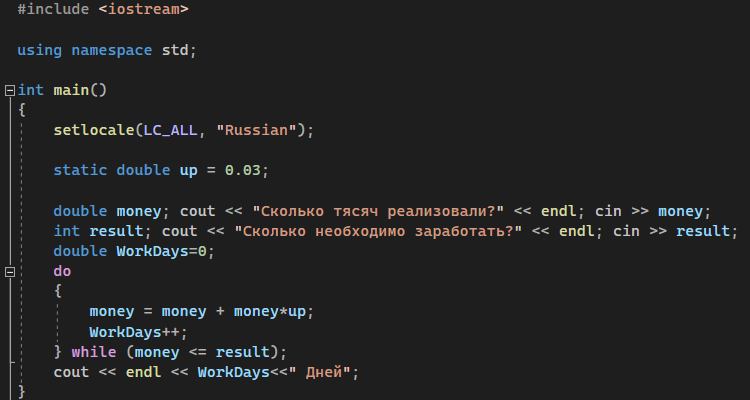 #include <iostream>
using namespace std;
int main()
{
setlocale(LC_ALL, "Russian");
static double up = 0.03;
double money; cout << "Сколько тясяч реализовали?" << endl; cin >> money;
int result; cout << "Сколько необходимо заработать?" << endl; cin >> result;
double WorkDays=0;
do
{
money = money + money*up;
WorkDays++;
} while (money <= result);
cout << endl << WorkDays<<" Дней";
}